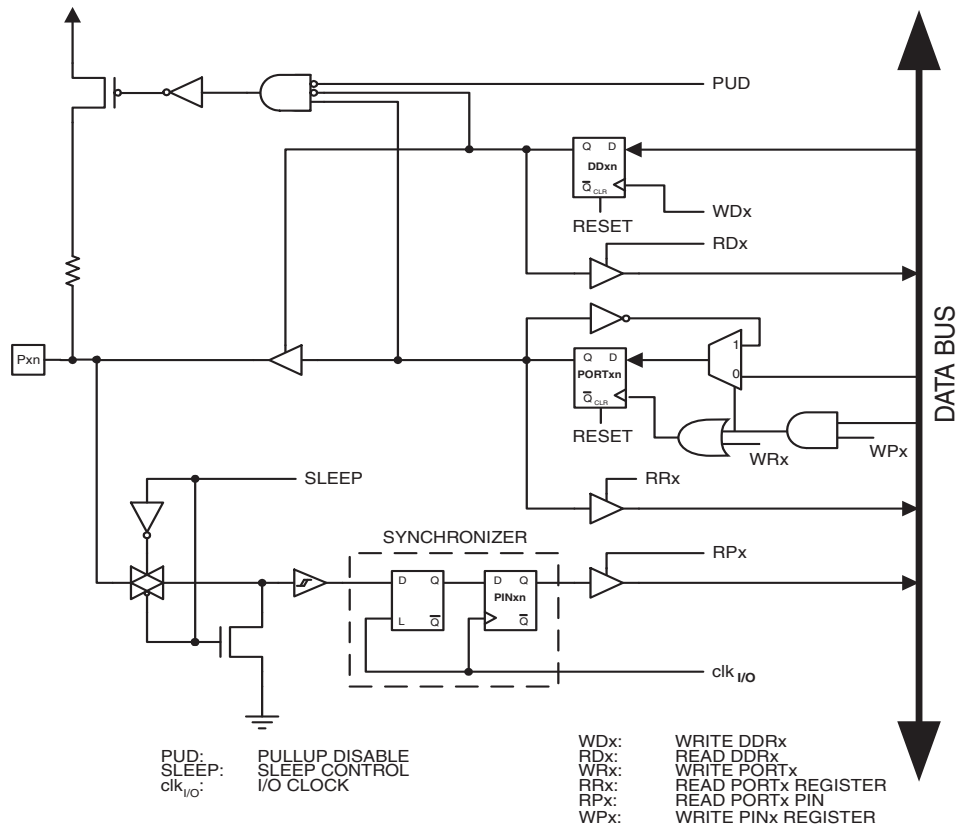 PUD
Q D
DDxn
Q CLR
WDx
RESET
RDx
Pxn
1
Q D
0
PORTxn
Q CLR
RESET
WRx
WPx
DATA BUS
SLEEP
RRx
SYNCHRONIZER
RPx
D Q
L Q
D Q
PINxn
Q
clk I/O
PUD: PULLUP DISABLE
SLEEP: SLEEP CONTROL
clkI/O: I/O CLOCK
WDx: WRITE DDRx
RDx: READ DDRx
WRx: WRITE PORTx
RRx: READ PORTx REGISTER
RPx: READ PORTx PIN
WPx: WRITE PINx REGISTER